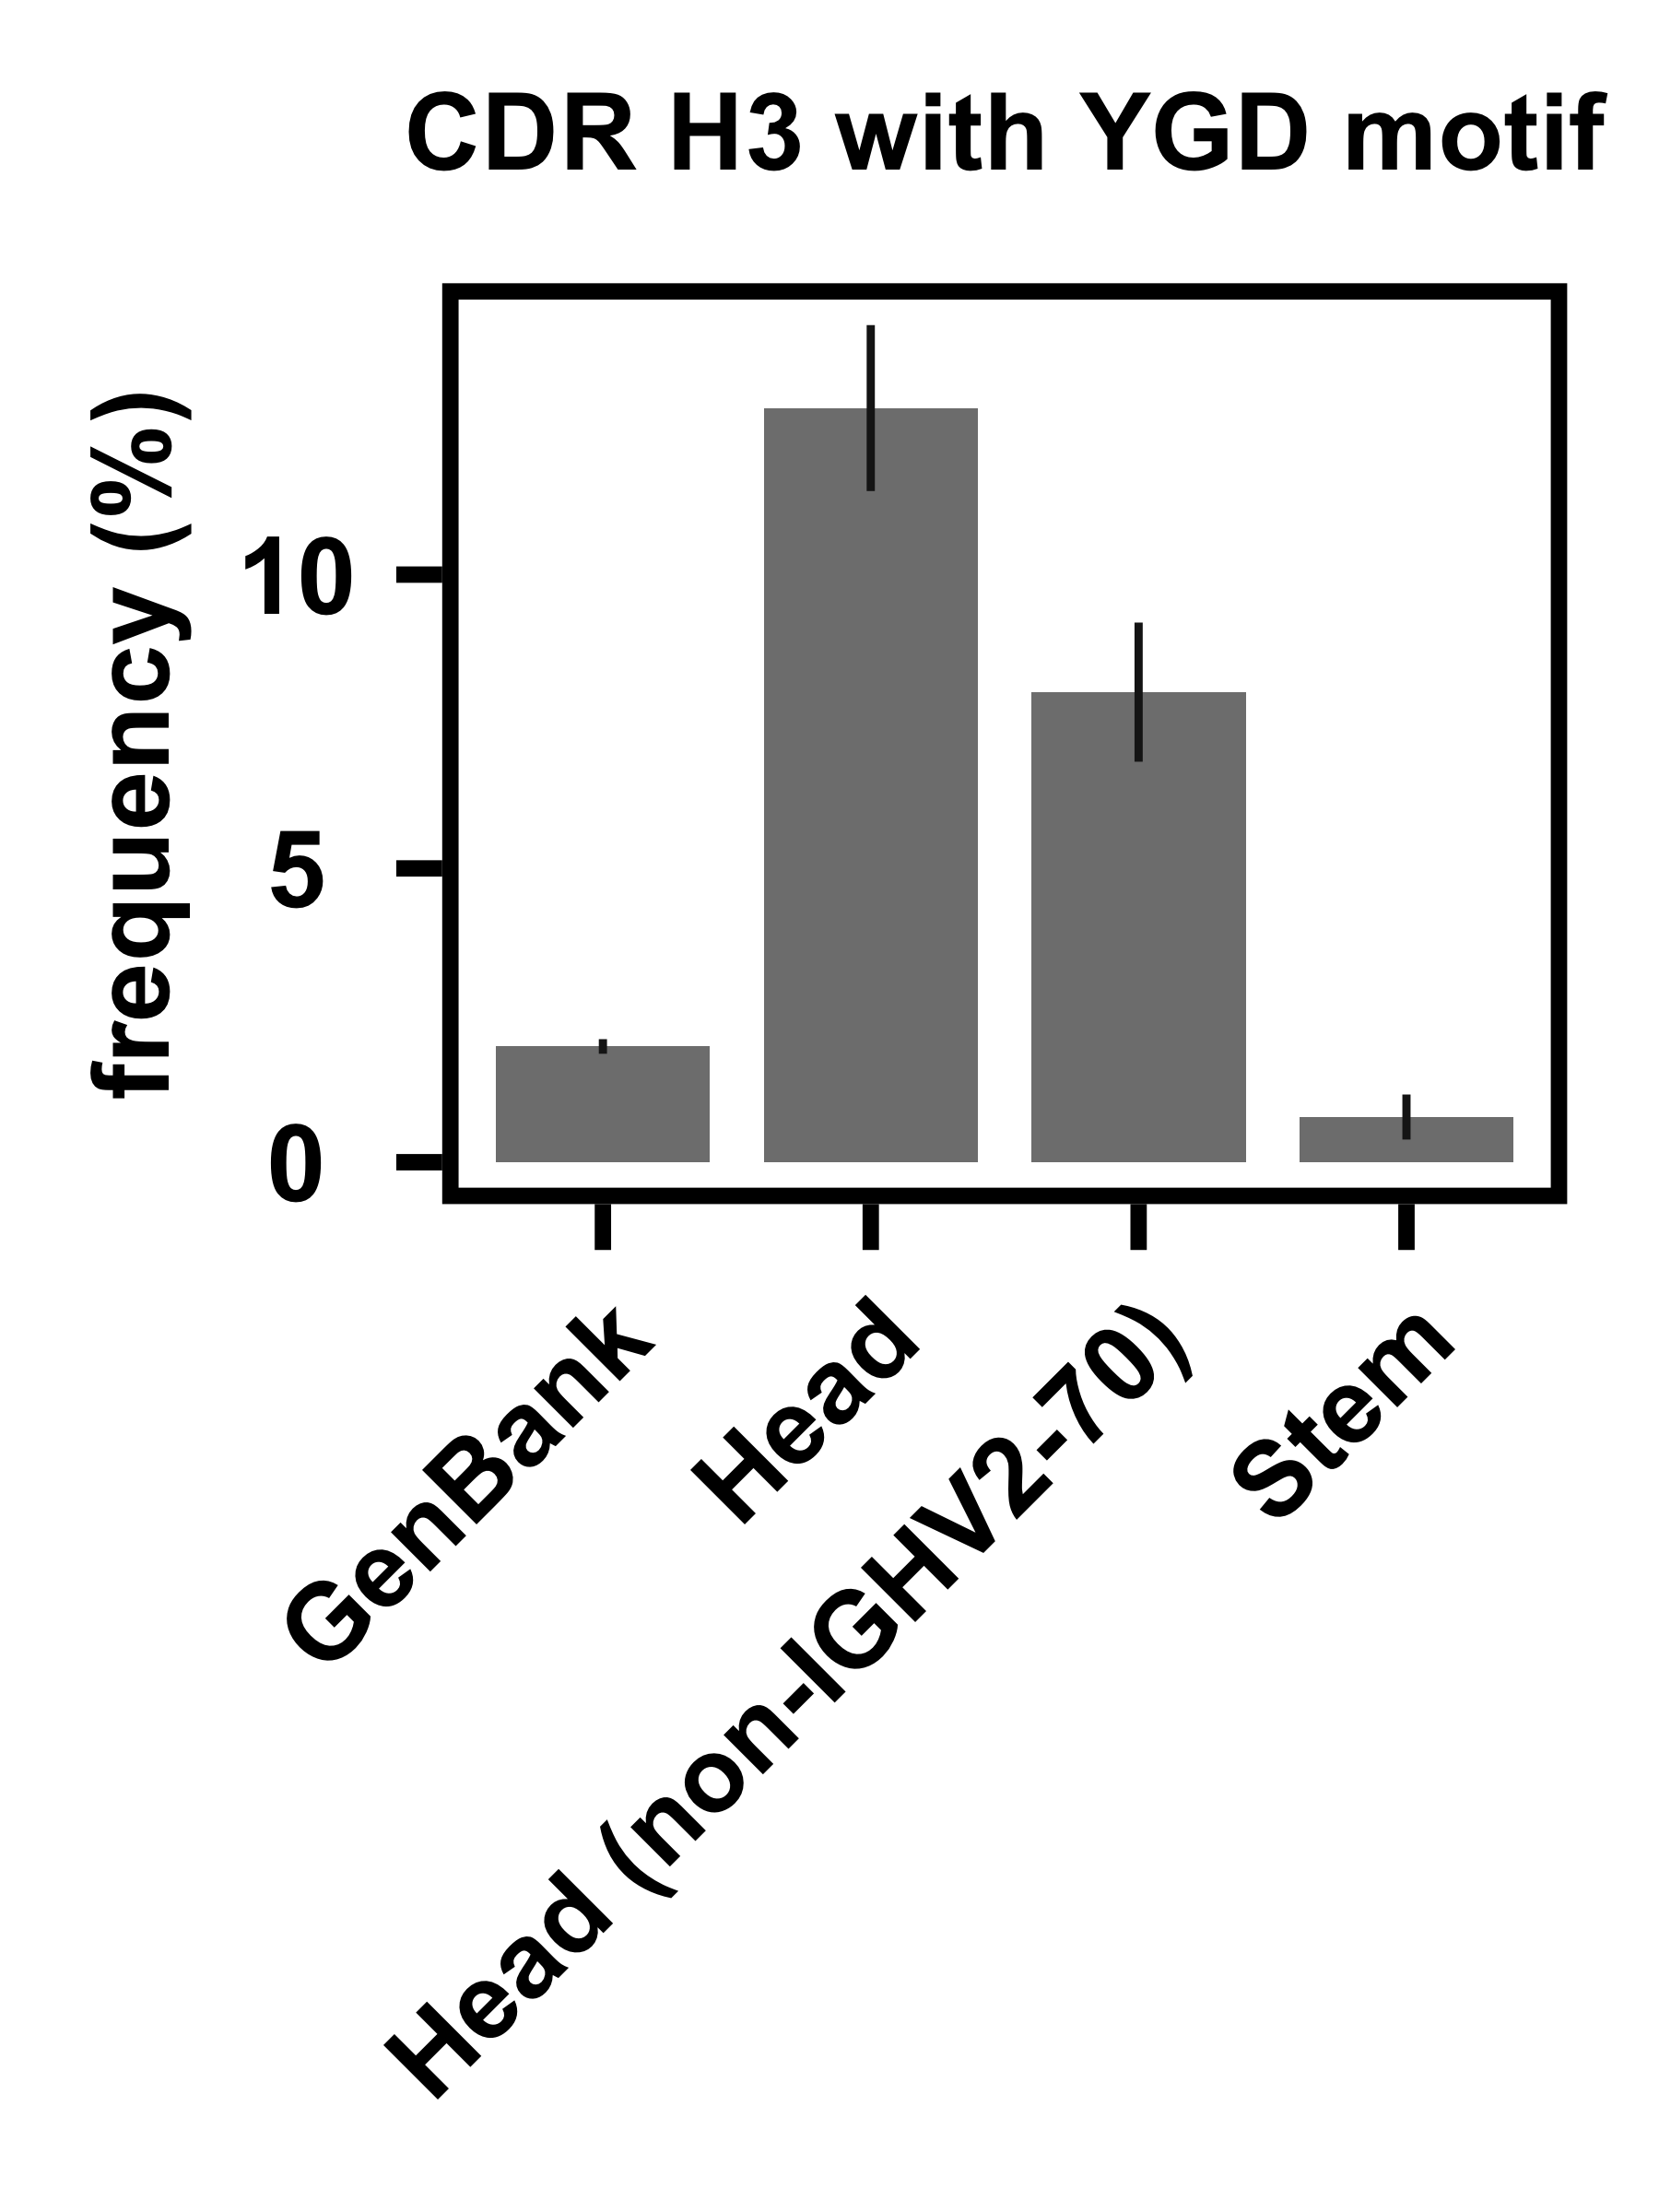 CDR H3 with YGD motif
frequency (%)
10
5
0
GenBank
Head
Head (non-IGHV2-70)
Stem